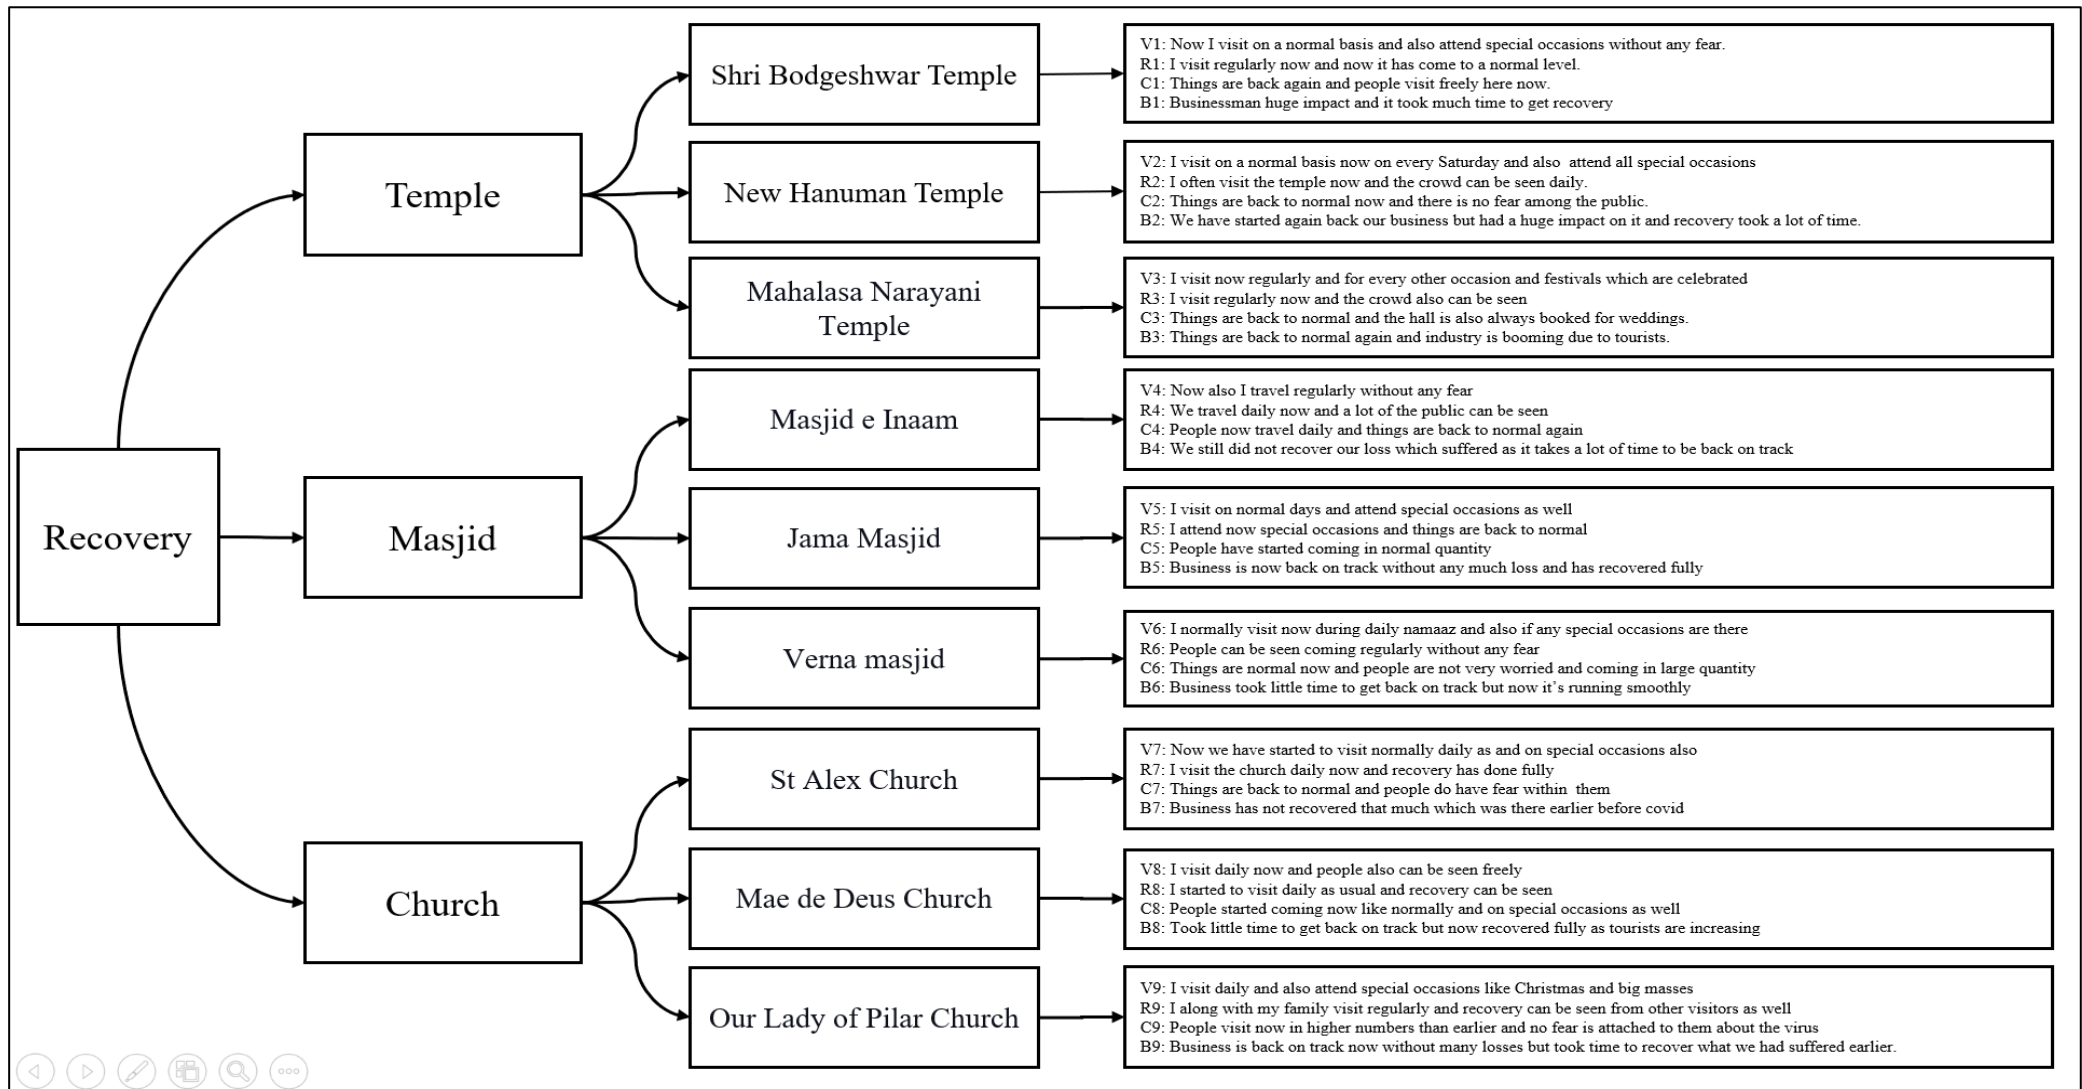 Recovery
Temple
Shri Bodgeshwar Temple
V1: Now I visit on a normal basis and also attend special occasions without any fear.
R1: I visit regularly now and now it has come to a normal level.
C1: Things are back again and people visit freely here now.
B1: Businessman huge impact and it took much time to get recovery
New Hanuman Temple
V2: I visit on a normal basis now on every Saturday and also attend all special occasions
R2: I often visit the temple now and the crowd can be seen daily.
C2: Things are back to normal now and there is no fear among the public.
B2: We have started again back our business but had a huge impact on it and recovery took a lot of time.
Mahalasa Narayani
Temple
V3: I visit now regularly and for every other occasion and festivals which are celebrated
R3: I visit regularly now and the crowd also can be seen
C3: Things are back to normal and the hall is also always booked for weddings.
B3: Things are back to normal again and industry is booming due to tourists.
Masjid
Masjid e Inaam
V4: Now also I travel regularly without any fear
R4: We travel daily now and a lot of the public can be seen
C4: People now travel daily and things are back to normal again
B4: We still did not recover our loss which suffered as it takes a lot of time to be back on track
Jama Masjid
V5: I visit on normal days and attend special occasions as well
R5: I attend now special occasions and things are back to normal
C5: People have started coming in normal quantity
B5: Business is now back on track without any much loss and has recovered fully
Verna masjid
V6: I normally visit now during daily namaaz and also if any special occasions are there
R6: People can be seen coming regularly without any fear
C6: Things are normal now and people are not very worried and coming in large quantity
B6: Business took little time to get back on track but now it's running smoothly
Church
St Alex Church
V7: Now we have started to visit normally daily as and on special occasions also
R7: I visit the church daily now and recovery has done fully
C7: Things are back to normal and people do have fear within them
B7: Business has not recovered that much which was there earlier before covid
Mae de Deus Church
V8: I visit daily now and people also can be seen freely
R8: I started to visit daily as usual and recovery can be seen
C8: People started coming now like normally and on special occasions as well
B8: Took little time to get back on track but now recovered fully as tourists are increasing
Our Lady of Pilar Church
V9: I visit daily and also attend special occasions like Christmas and big masses
R9: I along with my family visit regularly and recovery can be seen from other visitors as well
C9: People visit now in higher numbers than earlier and no fear is attached to them about the virus
B9: Business is back on track now without many losses but took time to recover what we had suffered earlier.